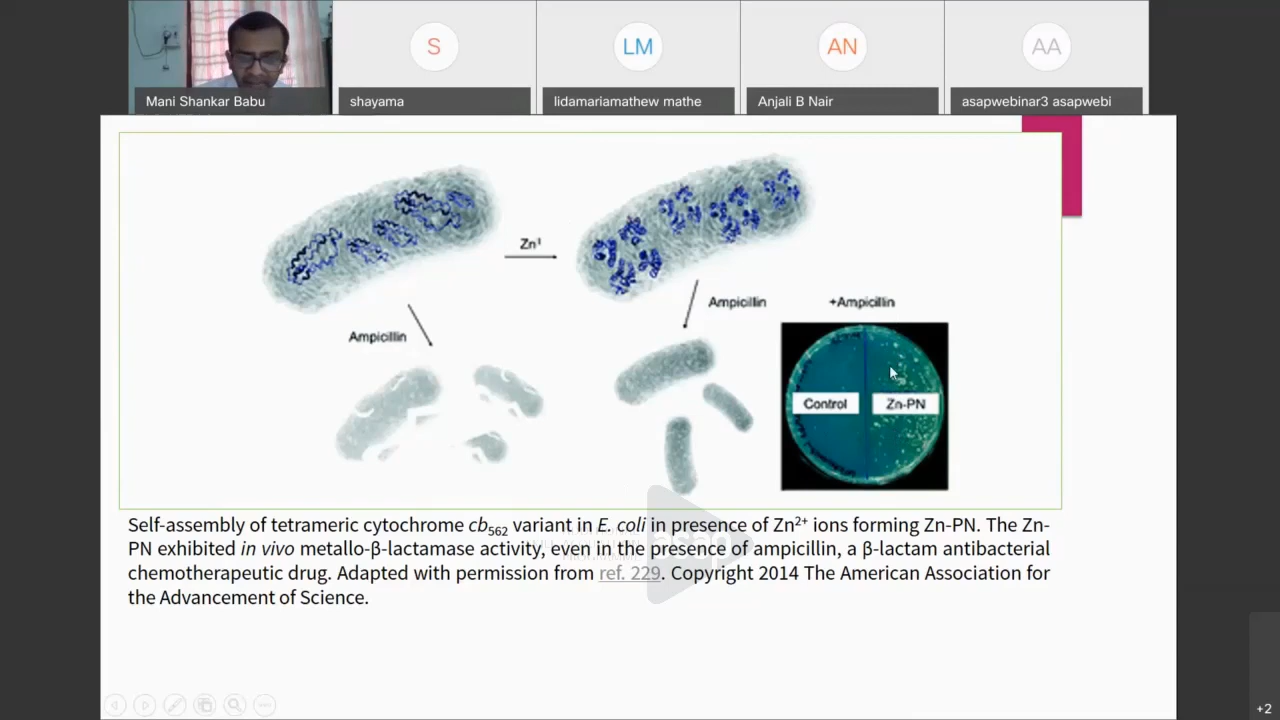 S
LM
AN
AA
Mani Shankar Babu
shayama
lidamariamathew mathe
Anjali B Nair
asapwebinar3 asapwebi
Zn¹
Ampicillin
+Ampicillin
Ampicillin
Control
Zn-PN
Self-assembly of tetrameric cytochrome cb₅₆₂ variant in E. coli in presence of Zn²⁺ ions forming Zn-PN. The Zn-
PN exhibited in vivo metallo-β-lactamase activity, even in the presence of ampicillin, a β-lactam antibacterial
chemotherapeutic drug. Adapted with permission from ref. 229. Copyright 2014 The American Association for
the Advancement of Science.
asap
+2